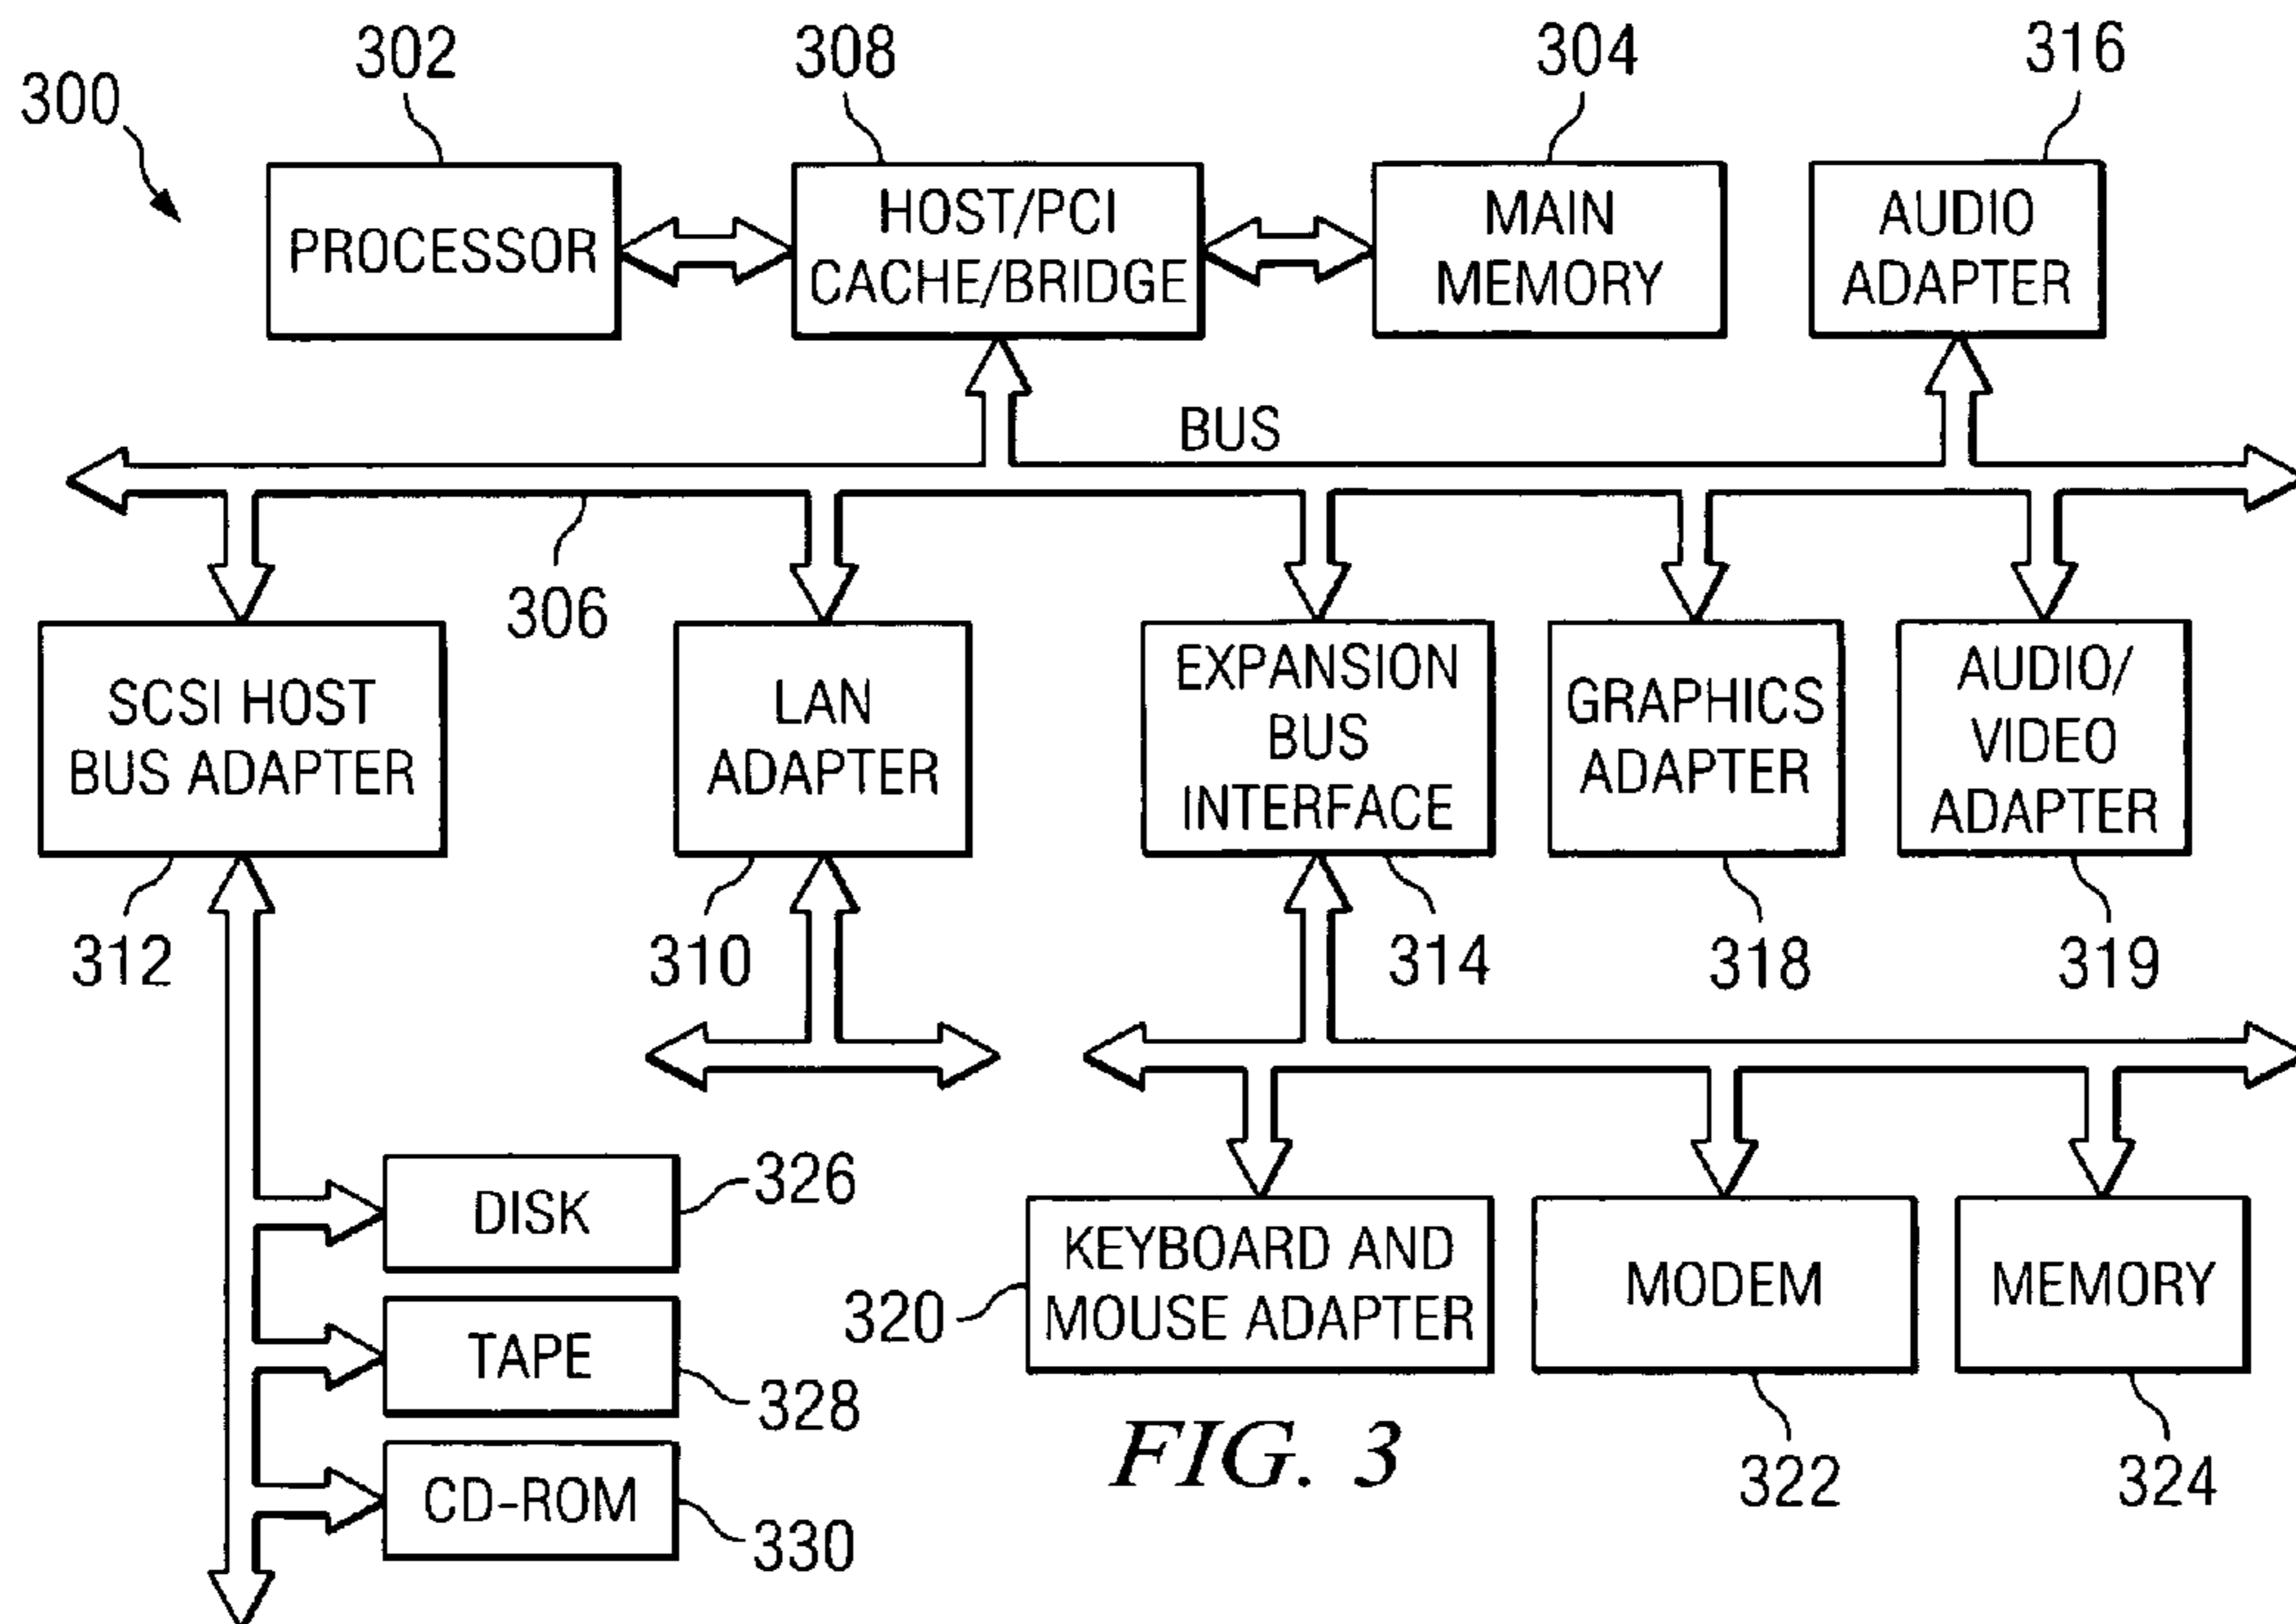 300
302
308
304
316
PROCESSOR
HOST/PCI
CACHE/BRIDGE
MAIN
MEMORY
AUDIO
ADAPTER
BUS
306
SCSI HOST
BUS ADAPTER
LAN
ADAPTER
EXPANSION
BUS
INTERFACE
GRAPHICS
ADAPTER
AUDIO/
VIDEO
ADAPTER
312
310
314
318
319
DISK
326
TAPE
328
CD-ROM
330
320
KEYBOARD AND
MOUSE ADAPTER
MODEM
MEMORY
322
324
FIG. 3